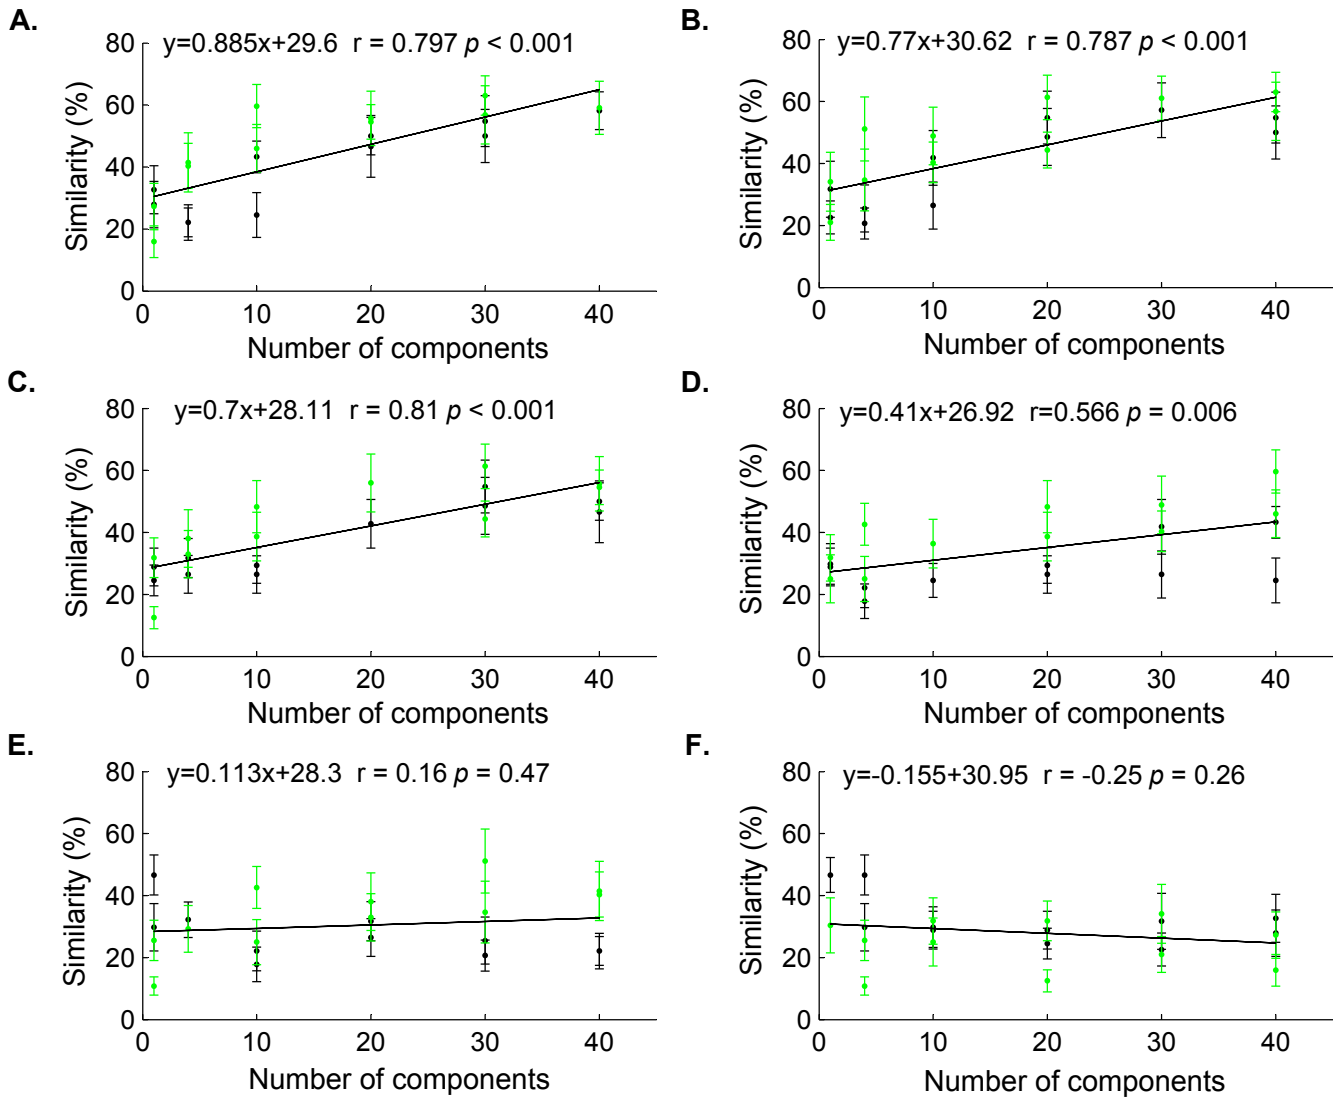 A.
y=0.885x+29.6 r = 0.797 p < 0.001
Similarity (%)
80
60
40
20
0
0 10 20 30 40
Number of components
B.
y=0.77x+30.62 r = 0.787 p < 0.001
Similarity (%)
80
60
40
20
0
0 10 20 30 40
Number of components
C.
y=0.7x+28.11 r = 0.81 p < 0.001
Similarity (%)
80
60
40
20
0
0 10 20 30 40
Number of components
D.
y=0.41x+26.92 r=0.566 p = 0.006
Similarity (%)
80
60
40
20
0
0 10 20 30 40
Number of components
E.
y=0.113x+28.3 r = 0.16 p = 0.47
Similarity (%)
80
60
40
20
0
0 10 20 30 40
Number of components
F.
y=-0.155+30.95 r = -0.25 p = 0.26
Similarity (%)
80
60
40
20
0
0 10 20 30 40
Number of components